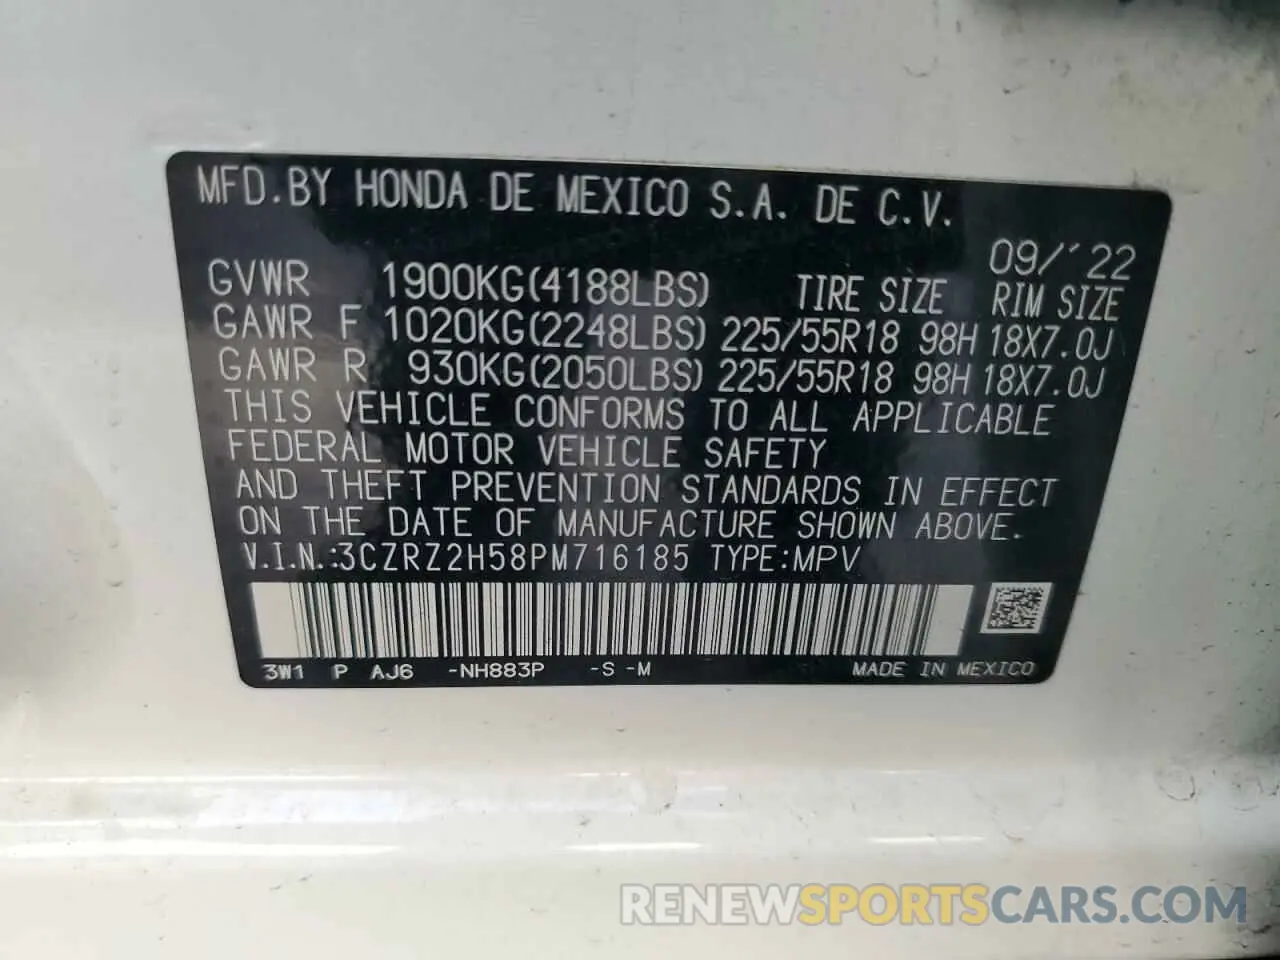 MFD.BY HONDA DE MEXICO S.A. DE C.V.
09/'22
GVWR 1900KG(4188LBS) TIRE SIZE RIM SIZE
GAWR F 1020KG(2248LBS) 225/55R18 98H 18X7.0J
GAWR R 930KG(2050LBS) 225/55R18 98H 18X7.0J
THIS VEHICLE CONFORMS TO ALL APPLICABLE
FEDERAL MOTOR VEHICLE SAFETY
AND THEFT PREVENTION STANDARDS IN EFFECT
ON THE DATE OF MANUFACTURE SHOWN ABOVE.
V.I.N.:3CZRZ2H58PM716185 TYPE:MPV
3W1 P AJ6 -NH883P -S -M MADE IN MEXICO
RENEWSPORTSCARS.COM